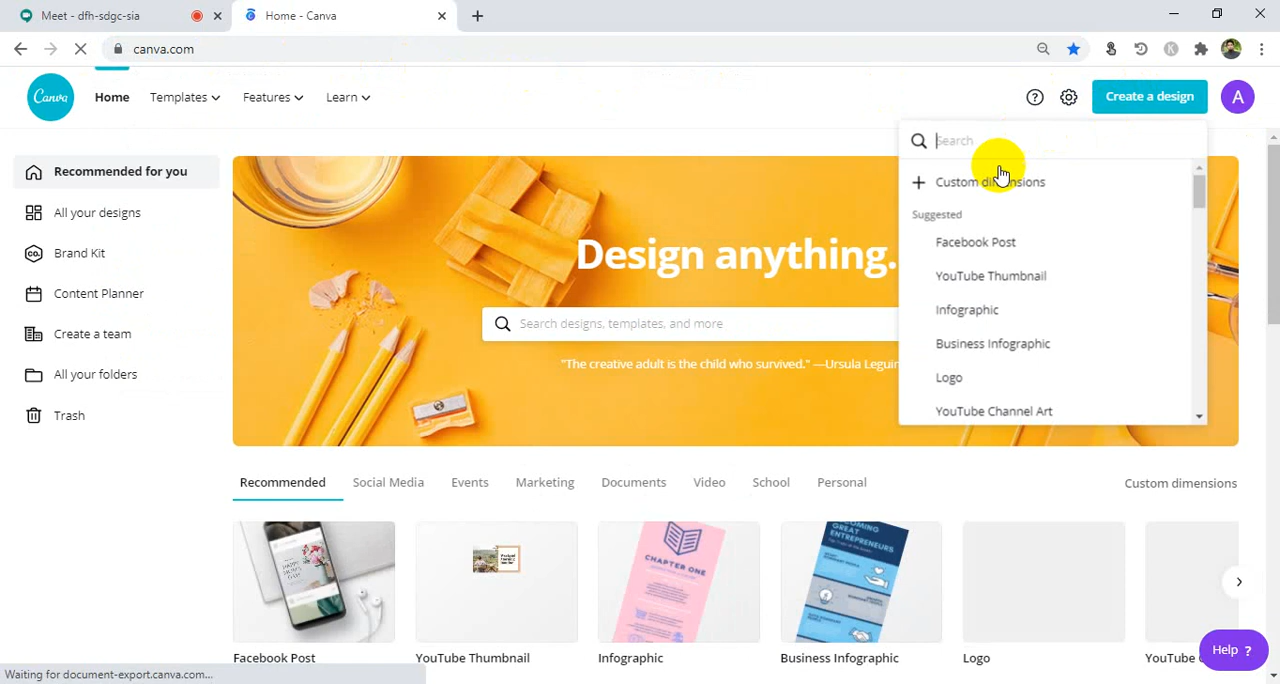 Meet - dfh-sdgc-sia
Home - Canva
canva.com
Canva
Home
Templates
Features
Learn
Create a design
A
Search
Custom dimensions
Suggested
Facebook Post
YouTube Thumbnail
Infographic
Business Infographic
Logo
YouTube Channel Art
Recommended for you
All your designs
Brand Kit
Content Planner
Create a team
All your folders
Trash
Design anything.
Search designs, templates, and more
"The creative adult is the child who survived." —Ursula Leguin
Recommended
Social Media
Events
Marketing
Documents
Video
School
Personal
Custom dimensions
CHAPTER ONE
GREAT
ENTREPRENEURS
Facebook Post
YouTube Thumbnail
Infographic
Business Infographic
Logo
YouTube
Help ?
Waiting for document-export.canva.com...